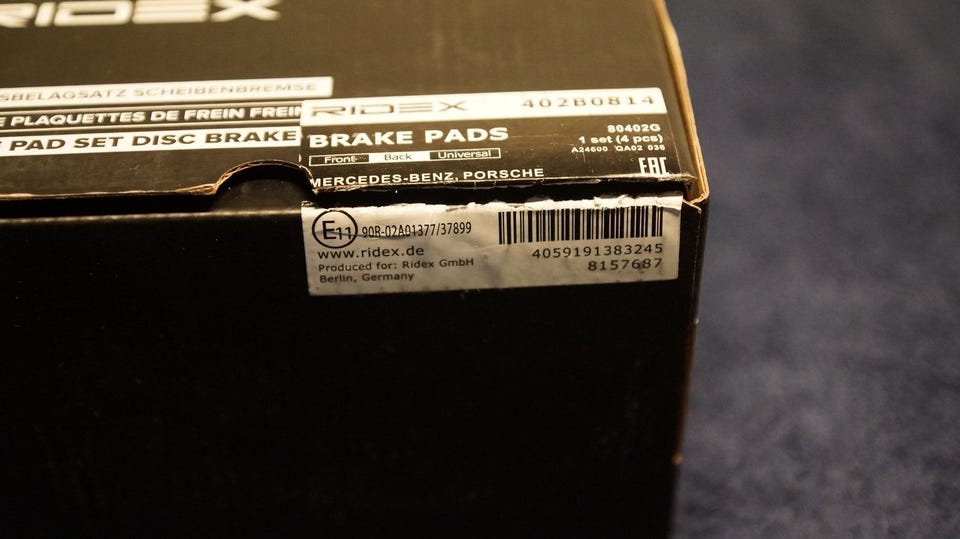 RIDEX
SBELAGSATZ SCHEIBENBREMSE
E PLAQUETTES DE FREIN FREIN
PAD SET DISC BRAKE
RIDEX 402B0814
BRAKE PADS
80402G
1 set (4 pcs)
Front Back Universal
A24600 QA02 036
MERCEDES-BENZ, PORSCHE
EAC
E11 90R-02A01377/37899
www.ridex.de
Produced for: Ridex GmbH
Berlin, Germany
4059191383245
8157687